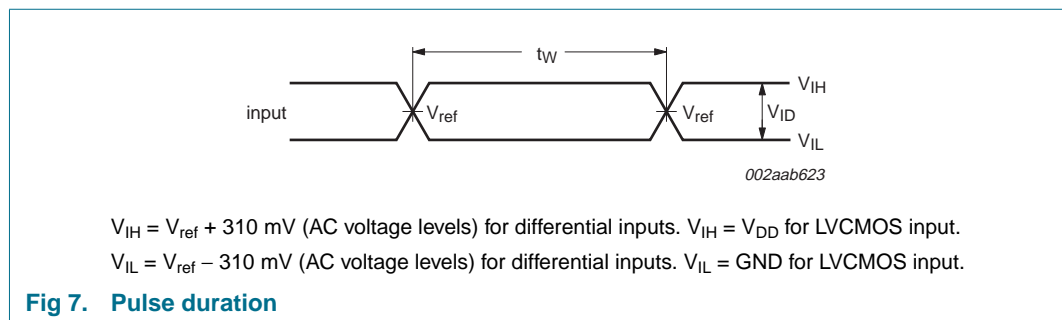 t_W
V_IH
input
V_ref
V_ref
V_ID
V_IL
002aab623
V_IH = V_ref + 310 mV (AC voltage levels) for differential inputs. V_IH = V_DD for LVCMOS input.
V_IL = V_ref − 310 mV (AC voltage levels) for differential inputs. V_IL = GND for LVCMOS input.
Fig 7. Pulse duration